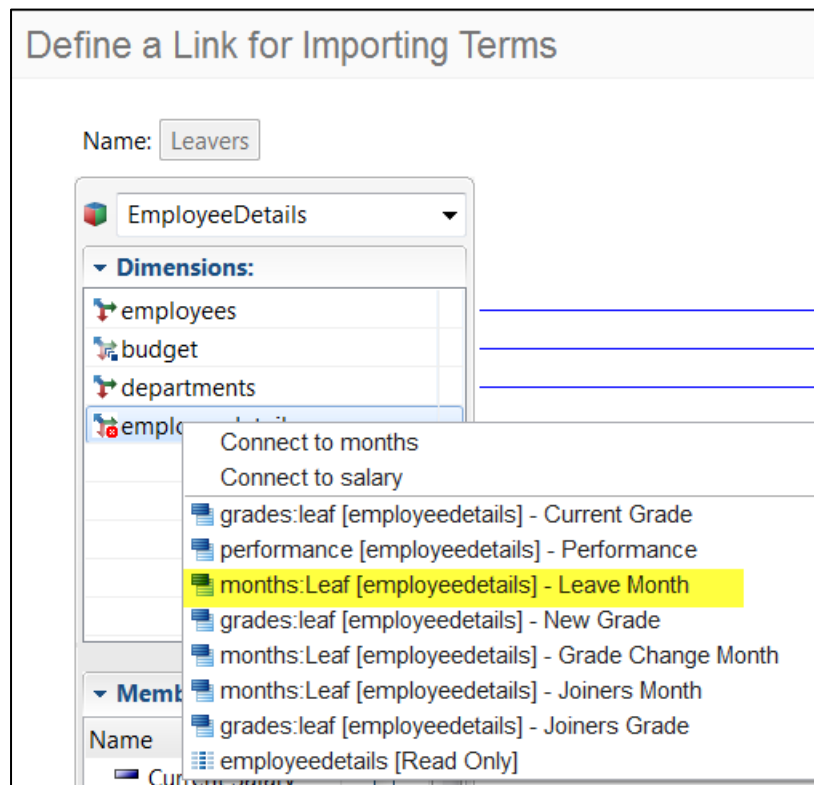 Define a Link for Importing Terms
Name: Leavers
EmployeeDetails
Dimensions:
employees
budget
departments
Connect to months
Connect to salary
grades:leaf [employeedetails] - Current Grade
performance [employeedetails] - Performance
months:Leaf [employeedetails] - Leave Month
grades:leaf [employeedetails] - New Grade
months:Leaf [employeedetails] - Grade Change Month
months:Leaf [employeedetails] - Joiners Month
grades:leaf [employeedetails] - Joiners Grade
employeedetails [Read Only]
Name